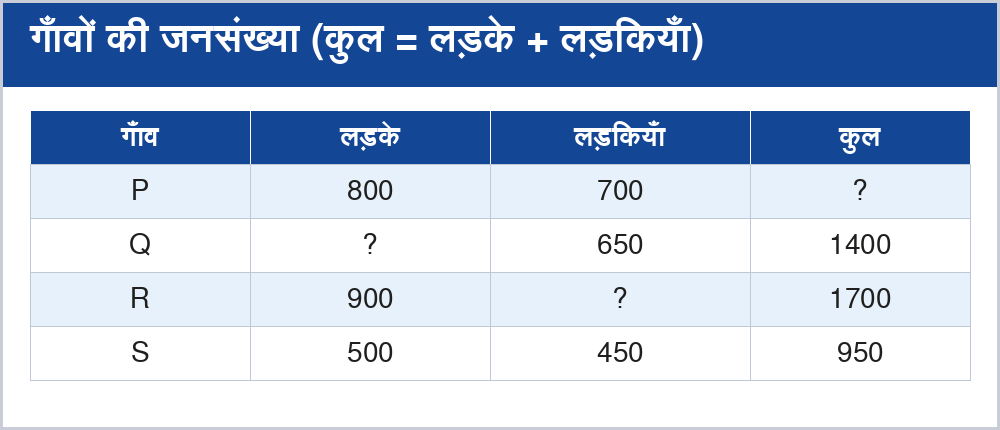 गाँवों की जनसंख्या (कुल = लड़के + लड़कियाँ)
गाँव लड़के लड़कियाँ कुल
P 800 700 ?
Q ? 650 1400
R 900 ? 1700
S 500 450 950